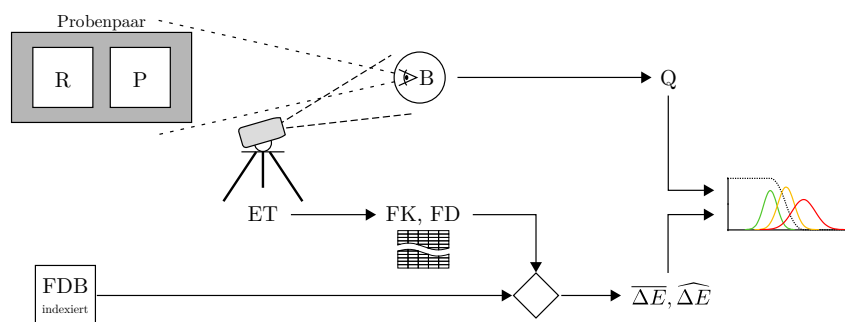 Probenpaar
R
P
B
Q
ET
FK, FD
FDB
indexiert
$\overline{\Delta E}, \widehat{\Delta E}$